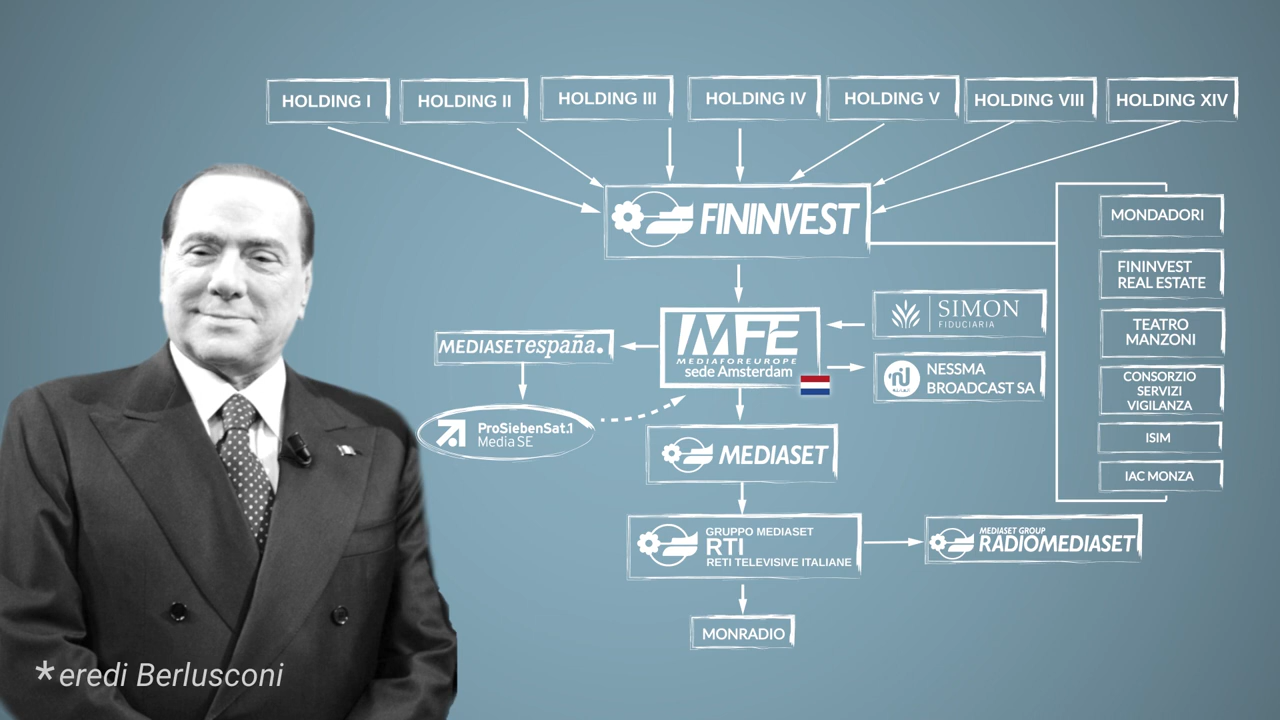 HOLDING I
HOLDING II
HOLDING III
HOLDING IV
HOLDING V
HOLDING VIII
HOLDING XIV
FININVEST
MONDADORI
FININVEST
REAL ESTATE
TEATRO
MANZONI
CONSORZIO
SERVIZI
VIGILANZA
ISIM
IAC MONZA
MFE
MEDIAFOREUROPE
sede Amsterdam
SIMON
FIDUCIARIA
NESSMA
BROADCAST SA
MEDIASETespaña.
ProSiebenSat.1
Media SE
MEDIASET
GRUPPO MEDIASET
RTI
RETI TELEVISIVE ITALIANE
MEDIASET GROUP
RADIOMEDIASET
MONRADIO
*eredi Berlusconi